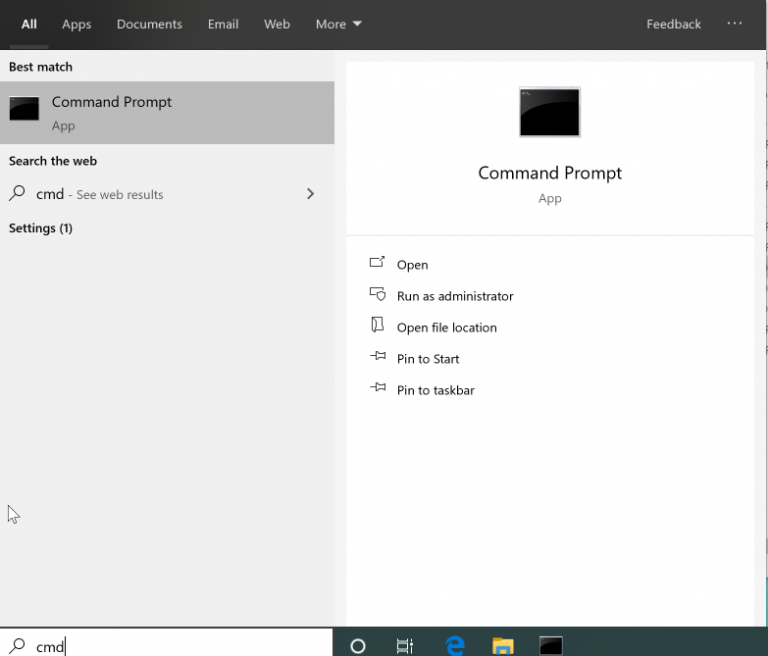 All Apps Documents Email Web More Feedback ...
Best match
Command Prompt
App
Search the web
cmd - See web results
Settings (1)
Command Prompt
App
Open
Run as administrator
Open file location
Pin to Start
Pin to taskbar
cmd